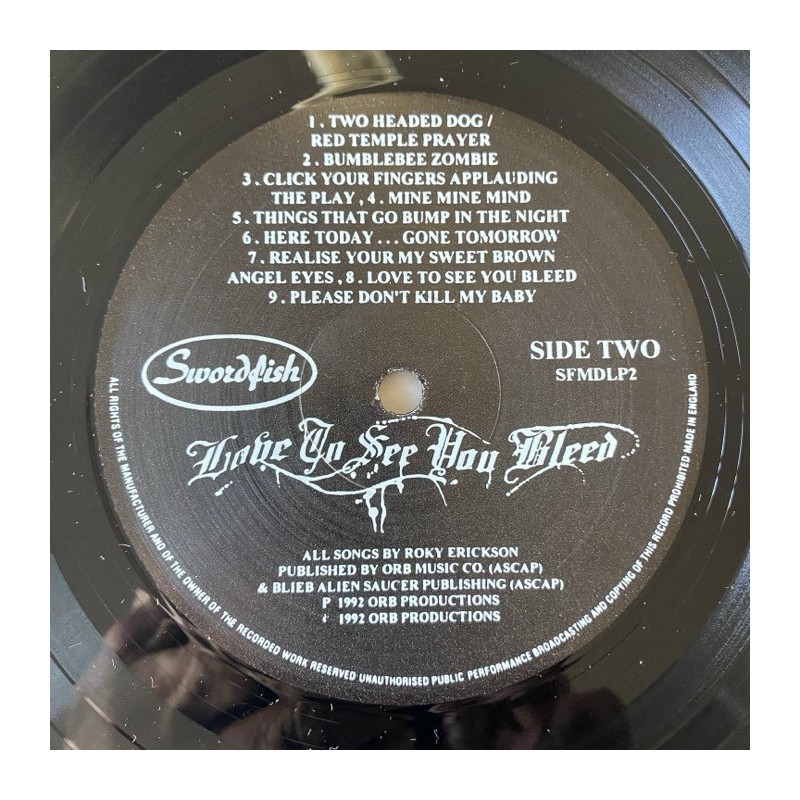 1 . TWO HEADED DOG /
RED TEMPLE PRAYER
2 . BUMBLEBEE ZOMBIE
3 . CLICK YOUR FINGERS APPLAUDING
THE PLAY , 4 . MINE MINE MIND
5 . THINGS THAT GO BUMP IN THE NIGHT
6 . HERE TODAY . . . GONE TOMORROW
7 . REALISE YOUR MY SWEET BROWN
ANGEL EYES , 8 . LOVE TO SEE YOU BLEED
9 . PLEASE DON'T KILL MY BABY
Swordfish
SIDE TWO
SFMDLP2
Love To See You Bleed
ALL SONGS BY ROKY ERICKSON
PUBLISHED BY ORB MUSIC CO. (ASCAP)
& BLIEB ALIEN SAUCER PUBLISHING (ASCAP)
P 1992 ORB PRODUCTIONS
1992 ORB PRODUCTIONS
ALL RIGHTS OF THE MANUFACTURER AND OF THE OWNER OF THE RECORDED WORK RESERVED UNAUTHORISED PUBLIC PERFORMANCE BROADCASTING AND COPYING OF THIS RECORD PROHIBITED·MADE IN ENGLAND